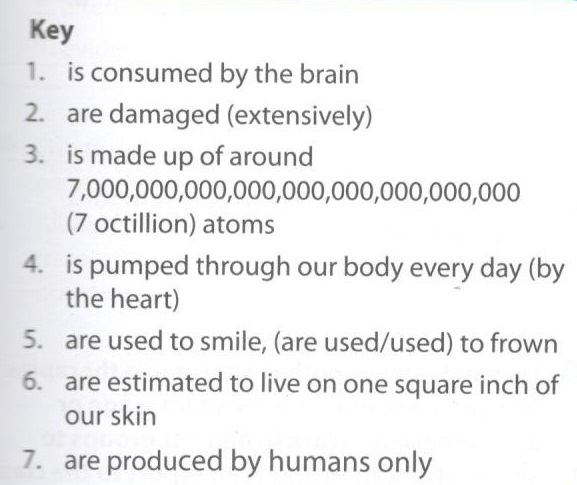 Key
1. is consumed by the brain
2. are damaged (extensively)
3. is made up of around
7,000,000,000,000,000,000,000,000,000
(7 octillion) atoms
4. is pumped through our body every day (by
the heart)
5. are used to smile, (are used/used) to frown
6. are estimated to live on one square inch of
our skin
7. are produced by humans only